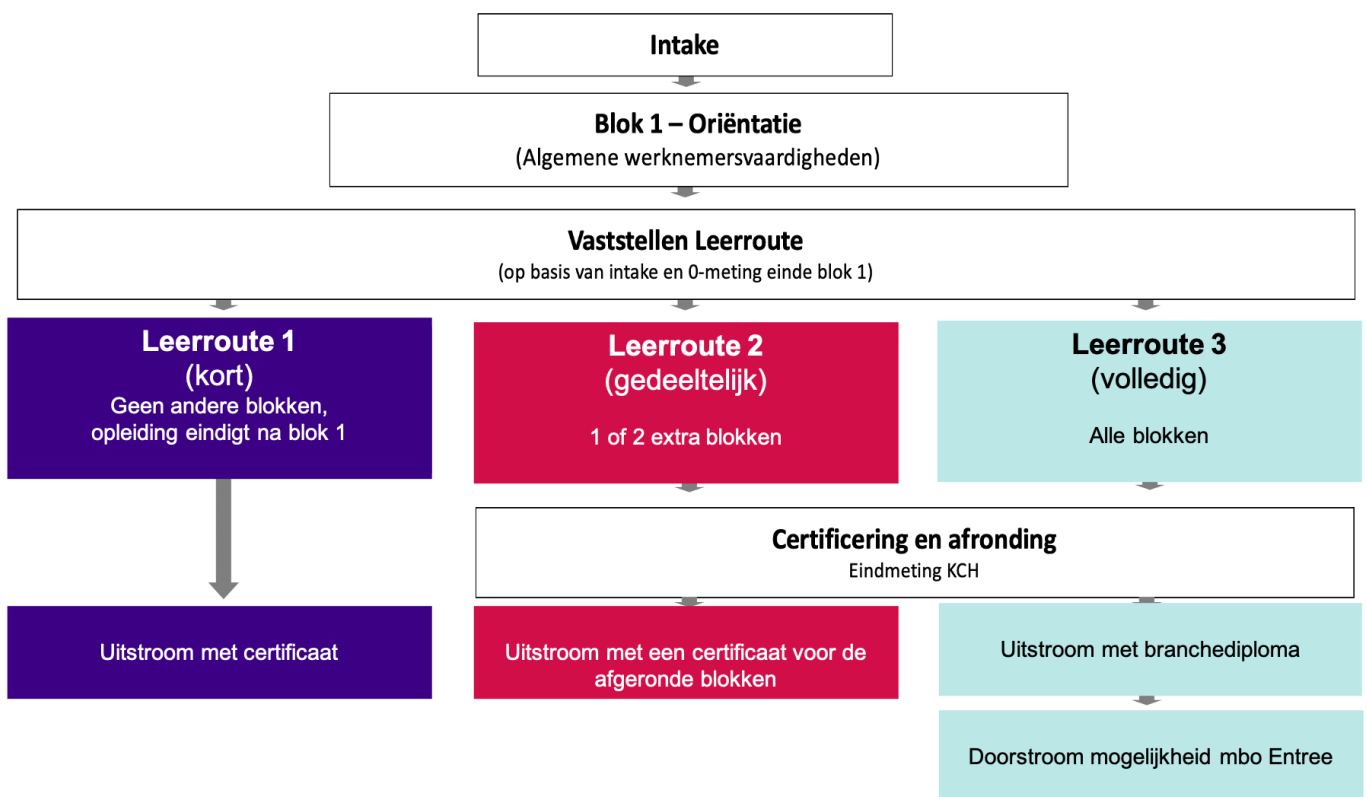 Intake
Blok 1 – Oriëntatie
(Algemene werknemersvaardigheden)
Vaststellen Leerroute
(op basis van intake en 0-meting einde blok 1)
Leerroute 1
(kort)
Geen andere blokken,
opleiding eindigt na blok 1
Leerroute 2
(gedeeltelijk)
1 of 2 extra blokken
Leerroute 3
(volledig)
Alle blokken
Certificering en afronding
Eindmeting KCH
Uitstroom met certificaat
Uitstroom met een certificaat voor de
afgeronde blokken
Uitstroom met branchediploma
Doorstroom mogelijkheid mbo Entree